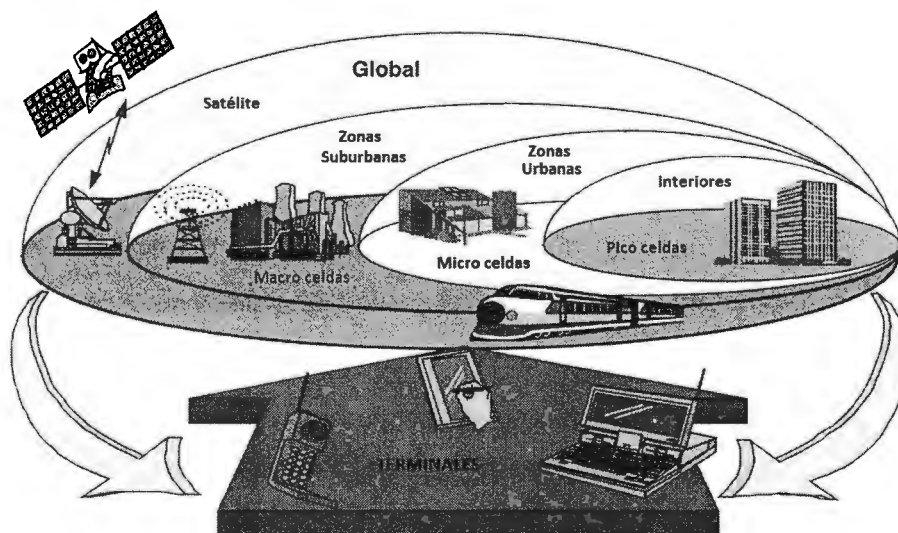 Global
Satélite
Zonas
Suburbanas
Zonas
Urbanas
Interiores
Pico celdas
Micro celdas
Macro celdas
TERMINALES